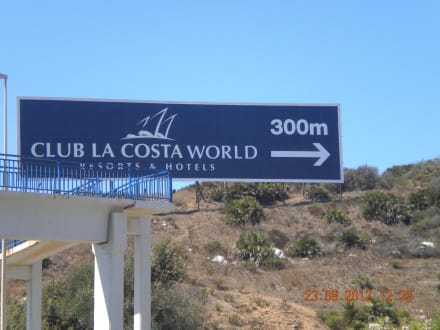 300m
CLUB LA COSTA WORLD
RESORTS & HOTELS